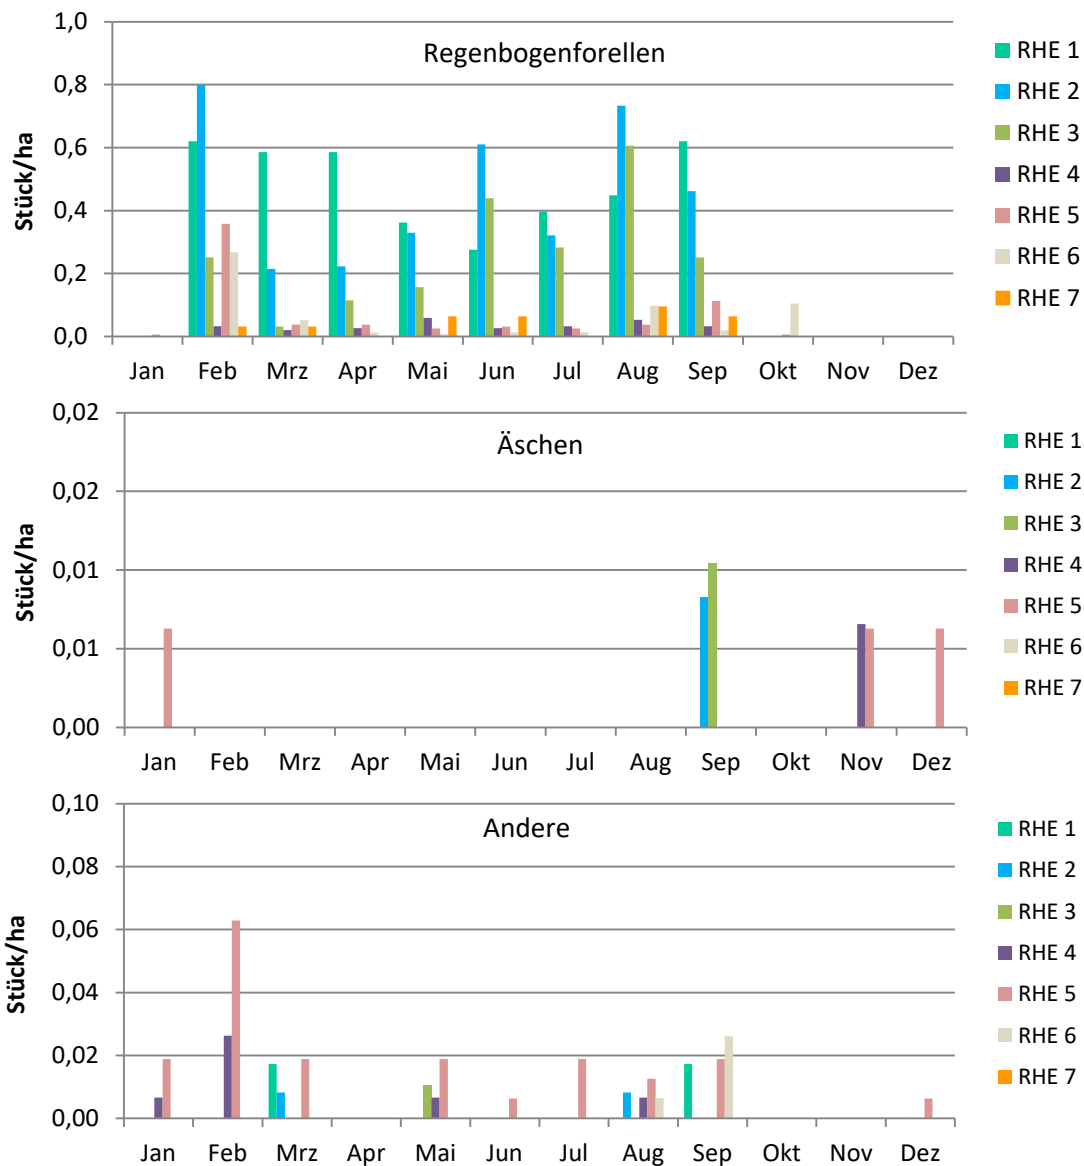 Regenbogenforellen
Stück/ha
1,0
0,8
0,6
0,4
0,2
0,0
Jan Feb Mrz Apr Mai Jun Jul Aug Sep Okt Nov Dez
RHE 1
RHE 2
RHE 3
RHE 4
RHE 5
RHE 6
RHE 7
Äschen
Stück/ha
0,02
0,02
0,01
0,01
0,00
Jan Feb Mrz Apr Mai Jun Jul Aug Sep Okt Nov Dez
RHE 1
RHE 2
RHE 3
RHE 4
RHE 5
RHE 6
RHE 7
Andere
Stück/ha
0,10
0,08
0,06
0,04
0,02
0,00
Jan Feb Mrz Apr Mai Jun Jul Aug Sep Okt Nov Dez
RHE 1
RHE 2
RHE 3
RHE 4
RHE 5
RHE 6
RHE 7